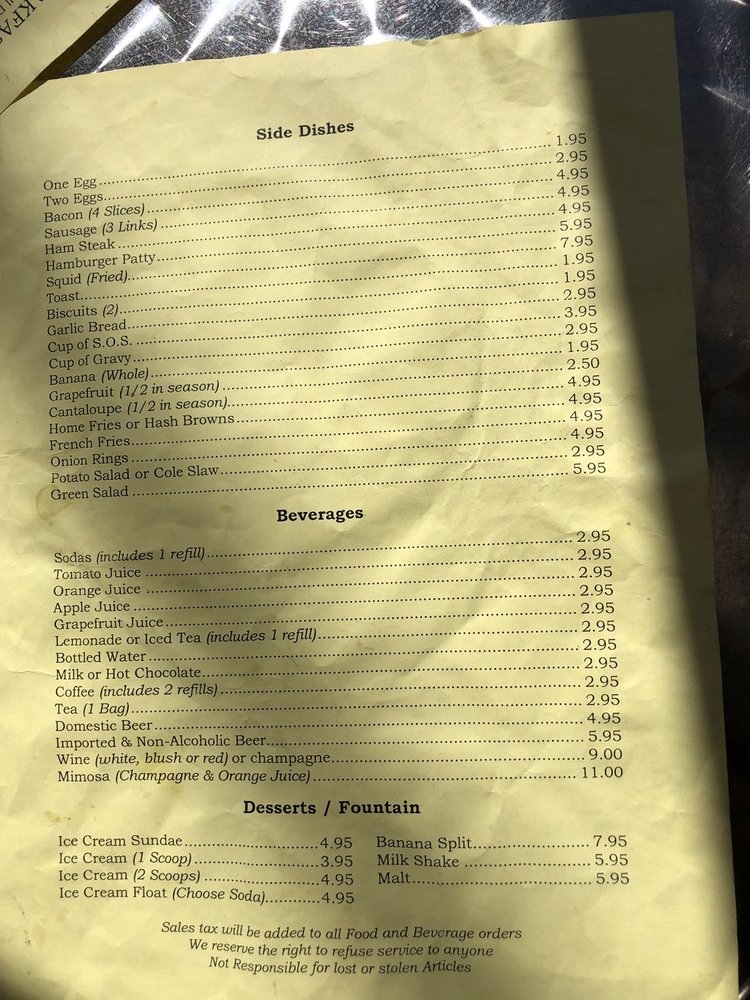 Side Dishes
One Egg 1.95
Two Eggs 2.95
Bacon (4 Slices) 4.95
Sausage (3 Links) 4.95
Ham Steak 4.95
Hamburger Patty 5.95
Squid (Fried) 7.95
Toast 1.95
Biscuits (2) 1.95
Garlic Bread 2.95
Cup of S.O.S. 3.95
Cup of Gravy 2.95
Banana (Whole) 1.95
Grapefruit (1/2 in season) 2.50
Cantaloupe (1/2 in season) 4.95
Home Fries or Hash Browns 4.95
French Fries 4.95
Onion Rings 4.95
Potato Salad or Cole Slaw 2.95
Green Salad 5.95
Beverages
Sodas (includes 1 refill) 2.95
Tomato Juice 2.95
Orange Juice 2.95
Apple Juice 2.95
Grapefruit Juice 2.95
Lemonade or Iced Tea (includes 1 refill) 2.95
Bottled Water 2.95
Milk or Hot Chocolate 2.95
Coffee (includes 2 refills) 2.95
Tea (1 Bag) 2.95
Domestic Beer 4.95
Imported & Non-Alcoholic Beer 5.95
Wine (white, blush or red) or champagne 9.00
Mimosa (Champagne & Orange Juice) 11.00
Desserts / Fountain
Ice Cream Sundae 4.95
Ice Cream (1 Scoop) 3.95
Ice Cream (2 Scoops) 4.95
Ice Cream Float (Choose Soda) 4.95
Banana Split 7.95
Milk Shake 5.95
Malt 5.95
Sales tax will be added to all Food and Beverage orders
We reserve the right to refuse service to anyone
Not Responsible for lost or stolen Articles